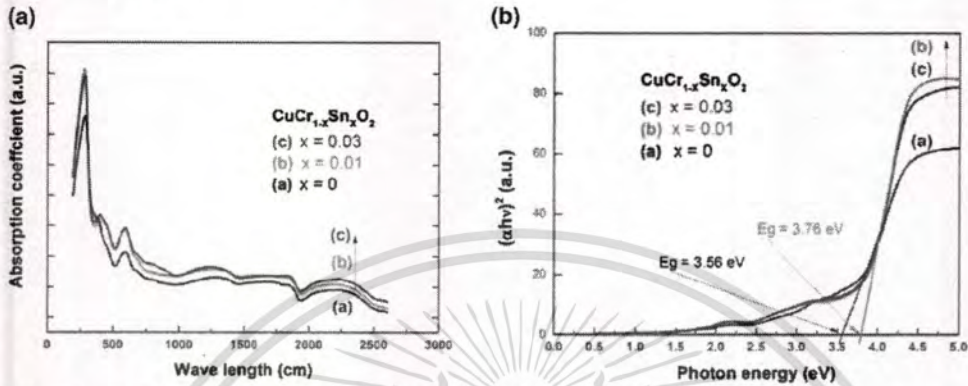 (a)
Absorption coeffcient (a.u.)
CuCr1-xSnxO2
(c) x = 0.03
(b) x = 0.01
(a) x = 0
(c)
(b)
(a)
0 500 1000 1500 2000 2500 3000
Wave length (cm)
(b)
(αhν)² (a.u.)
100
80
60
40
20
0
CuCr1-xSnxO2
(c) x = 0.03
(b) x = 0.01
(a) x = 0
(b)
(c)
(a)
Eg = 3.76 eV
Eg = 3.56 eV
0.0 0.5 1.0 1.5 2.0 2.5 3.0 3.5 4.0 4.5 5.0
Photon energy (eV)